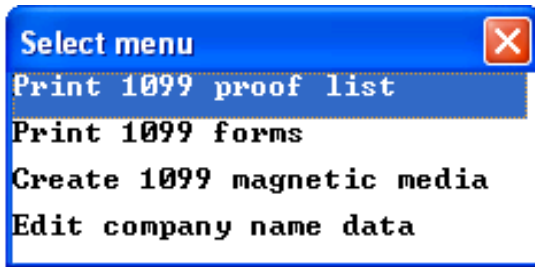 Select menu
Print 1099 proof list
Print 1099 forms
Create 1099 magnetic media
Edit company name data